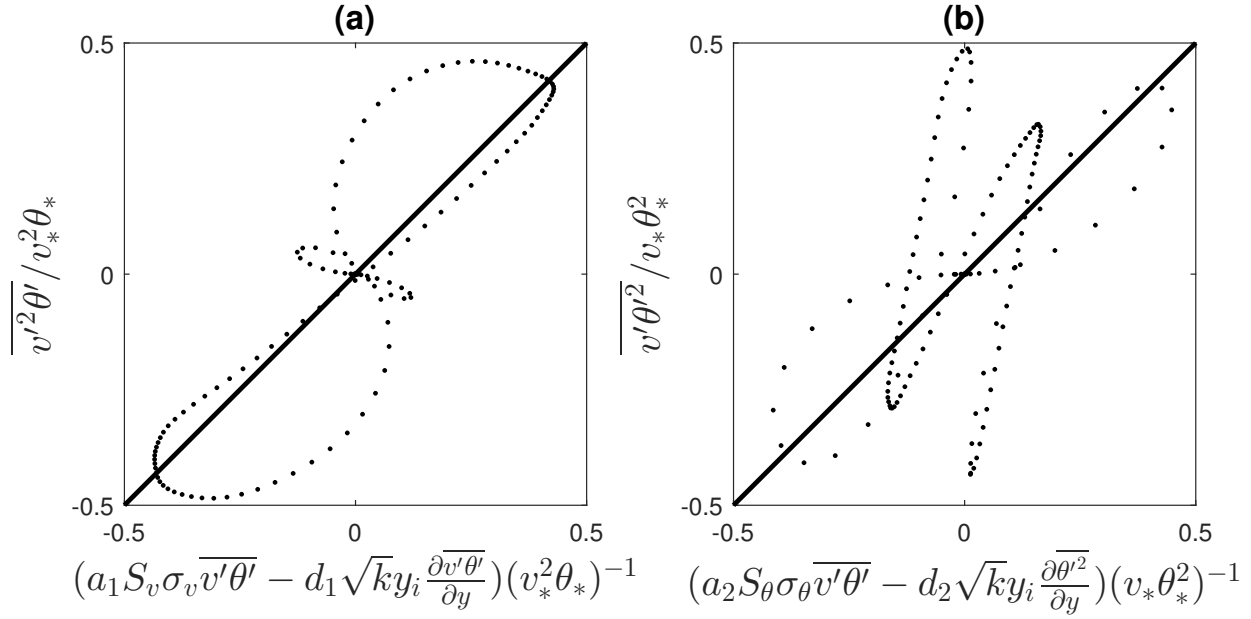 (a)
0.5
0
-0.5
-0.5 0 0.5
$\overline{v'^2\theta'}/v_*^2\theta_*$
$(a_1 S_v \sigma_v \overline{v'\theta'} - d_1 \sqrt{k} y_i \frac{\partial \overline{v'\theta'}}{\partial y})(v_*^2 \theta_*)^{-1}$
(b)
0.5
0
-0.5
-0.5 0 0.5
$\overline{v'\theta'^2}/v_*\theta_*^2$
$(a_2 S_\theta \sigma_\theta \overline{v'\theta'} - d_2 \sqrt{k} y_i \frac{\partial \overline{\theta'^2}}{\partial y})(v_* \theta_*^2)^{-1}$